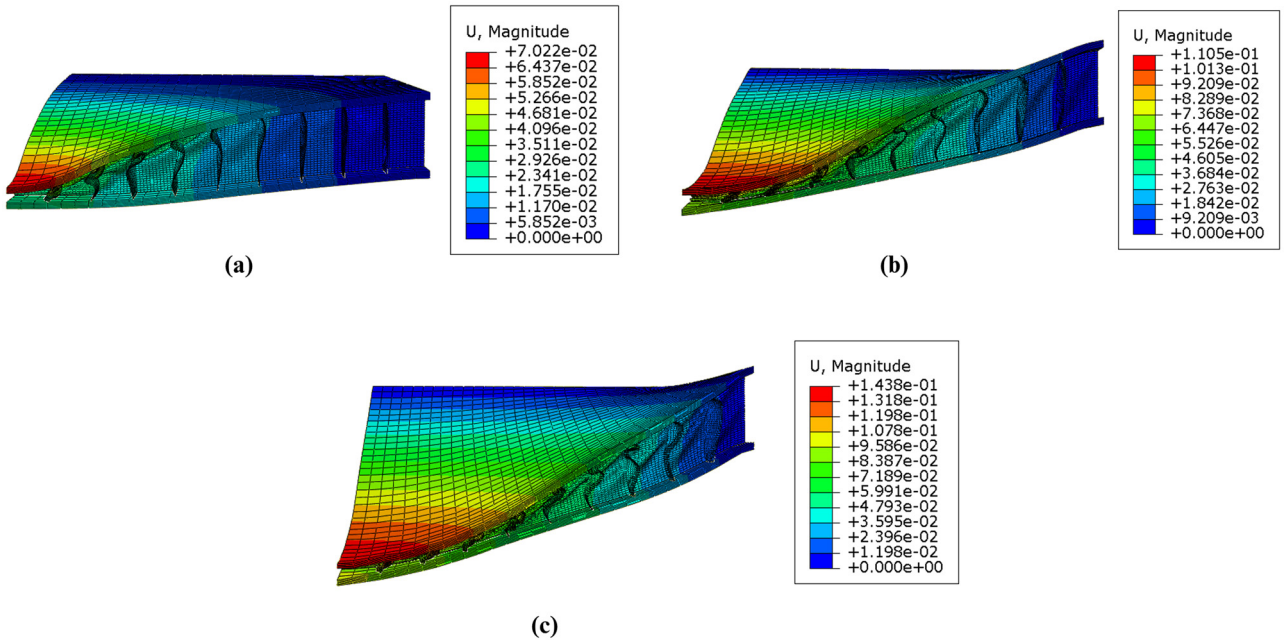 U, Magnitude
+7.022e-02
+6.437e-02
+5.852e-02
+5.266e-02
+4.681e-02
+4.096e-02
+3.511e-02
+2.926e-02
+2.341e-02
+1.755e-02
+1.170e-02
+5.852e-03
+0.000e+00
(a)
U, Magnitude
+1.105e-01
+1.013e-01
+9.209e-02
+8.289e-02
+7.368e-02
+6.447e-02
+5.526e-02
+4.605e-02
+3.684e-02
+2.763e-02
+1.842e-02
+9.209e-03
+0.000e+00
(b)
U, Magnitude
+1.438e-01
+1.318e-01
+1.198e-01
+1.078e-01
+9.586e-02
+8.387e-02
+7.189e-02
+5.991e-02
+4.793e-02
+3.595e-02
+2.396e-02
+1.198e-02
+0.000e+00
(c)